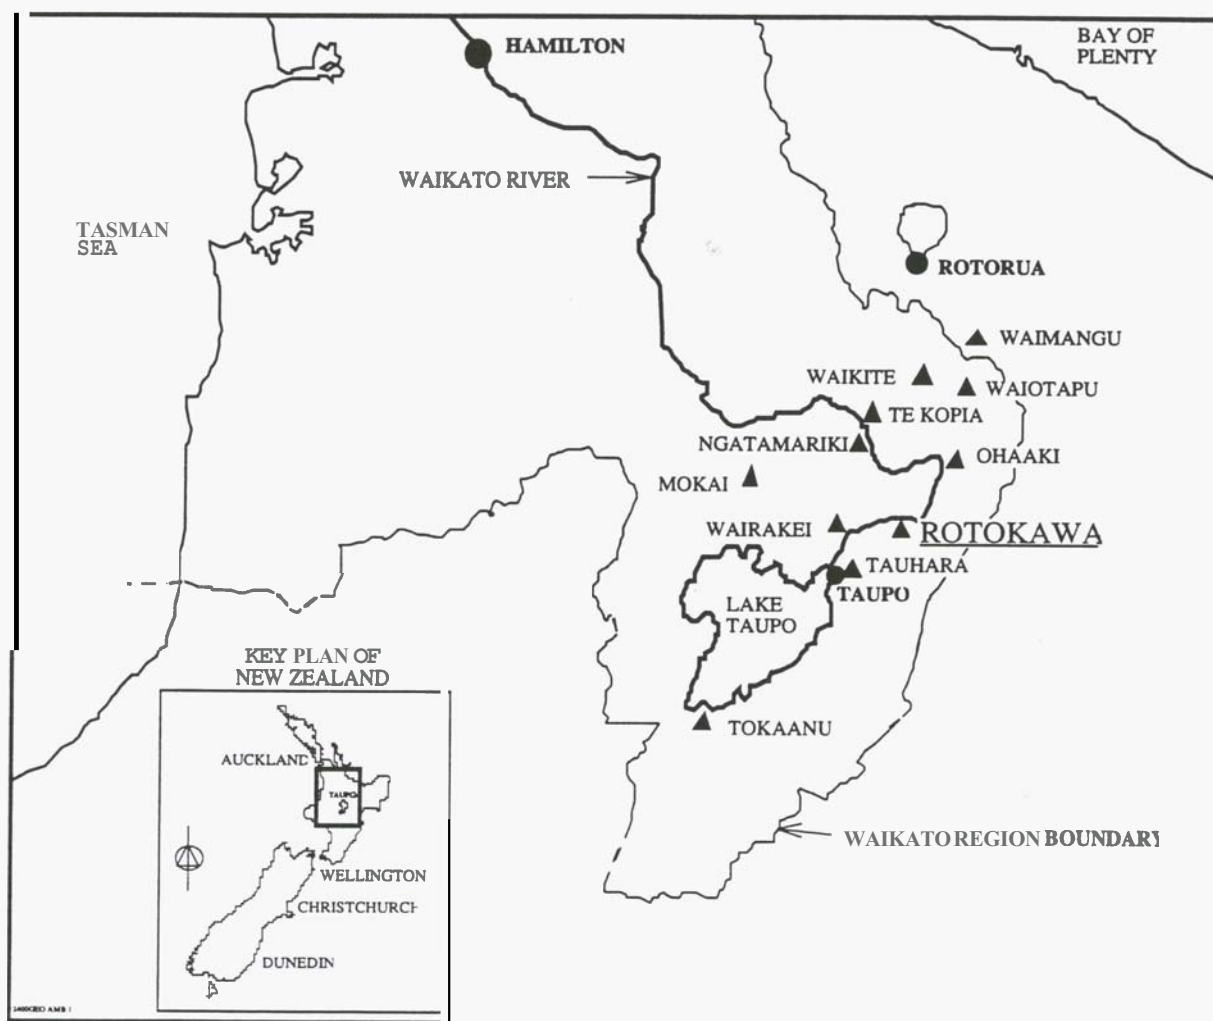 HAMILTON
BAY OF
PLENTY
WAIKATO RIVER
TASMAN
SEA
ROTORUA
WAIMANGU
WAIKITE
WAIOTAPU
TE KOPIA
NGATAMARIKI
OHAAKI
MOKAI
WAIRAKEI
ROTOKAWA
TAUHARA
TAUPO
LAKE
TAUPO
TOKAANU
WAIKATO REGION BOUNDARY
KEY PLAN OF
NEW ZEALAND
AUCKLAND
TAUPO
WELLINGTON
CHRISTCHURCH
DUNEDIN